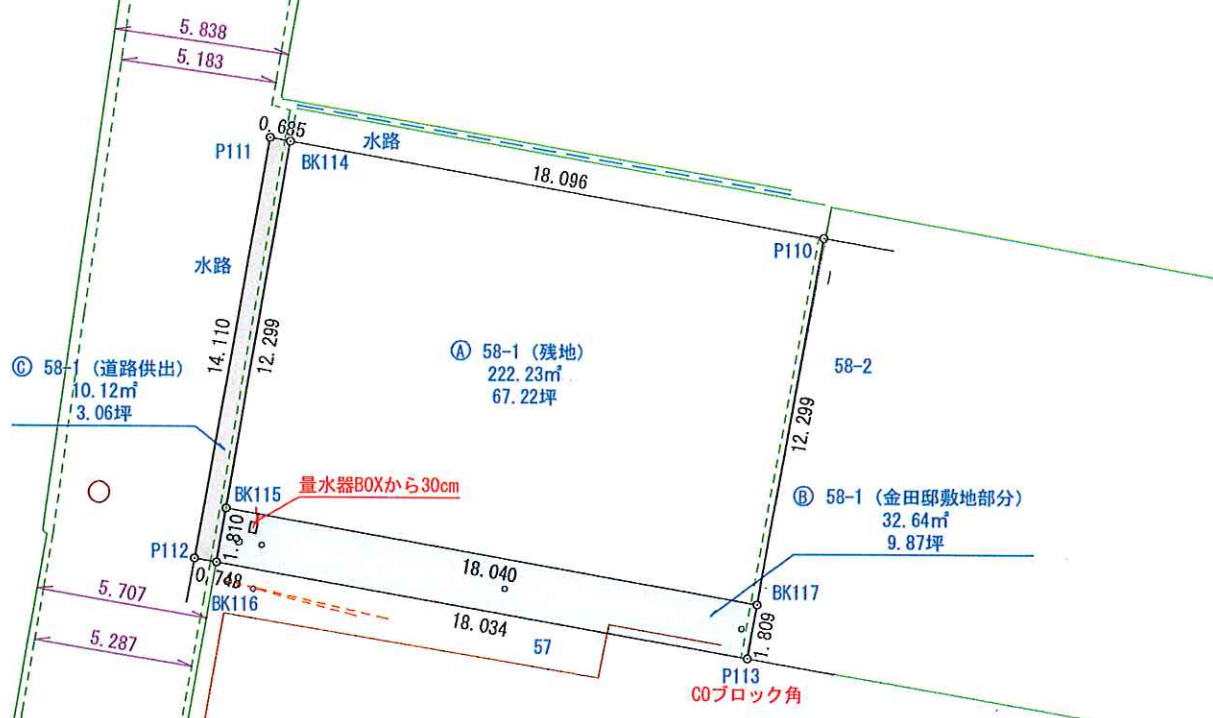 5.838
5.183
0.685
水路
P111
BK114
18.096
P110
水路
14.110
12.299
Ⓐ 58-1（残地）
222.23㎡
67.22坪
58-2
Ⓒ 58-1（道路供出）
10.12㎡
3.06坪
12.299
BK115
量水器BOXから30cm
Ⓑ 58-1（金田邸敷地部分）
32.64㎡
9.87坪
1.810
P112
0.748
18.040
5.707
BK116
BK117
18.034
5.287
57
1.809
P113
COブロック角